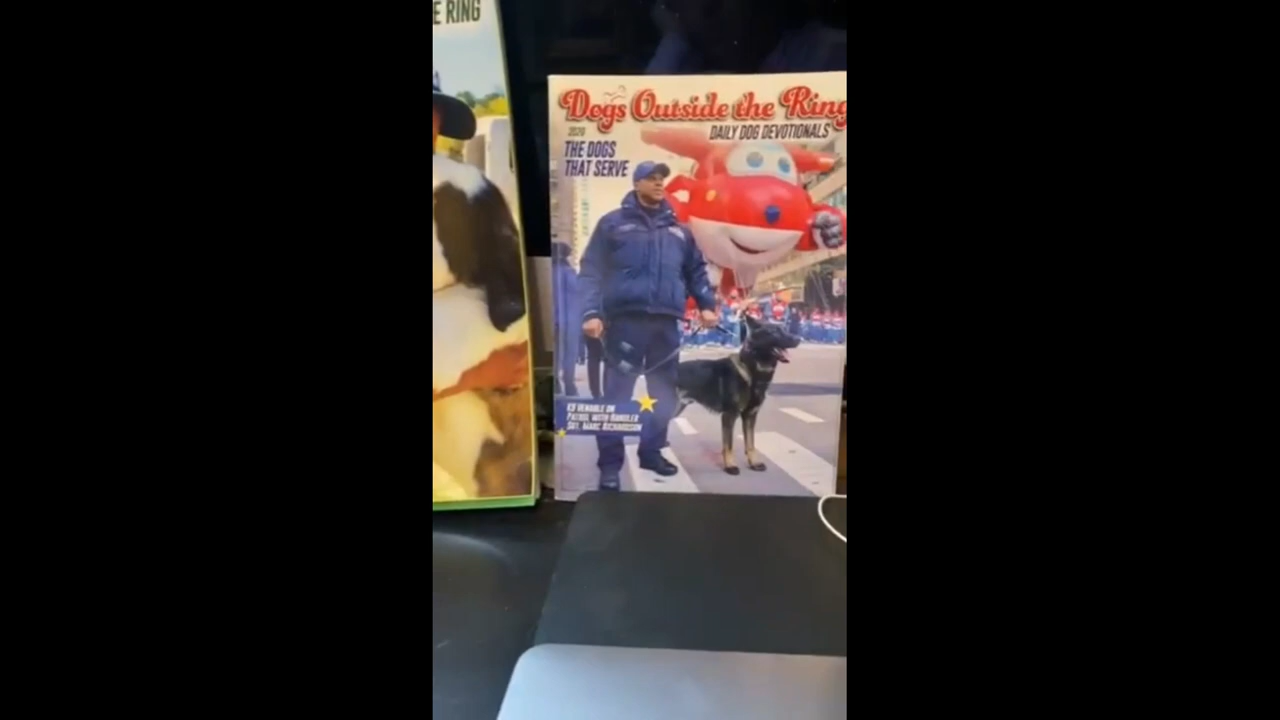 E RING
Dogs Outside the Ring
DAILY DOG DEVOTIONALS
2020
THE DOGS
THAT SERVE
K9 VENABLE ON
PATROL WITH HANDLER
SGT. MARC RICHARDSON